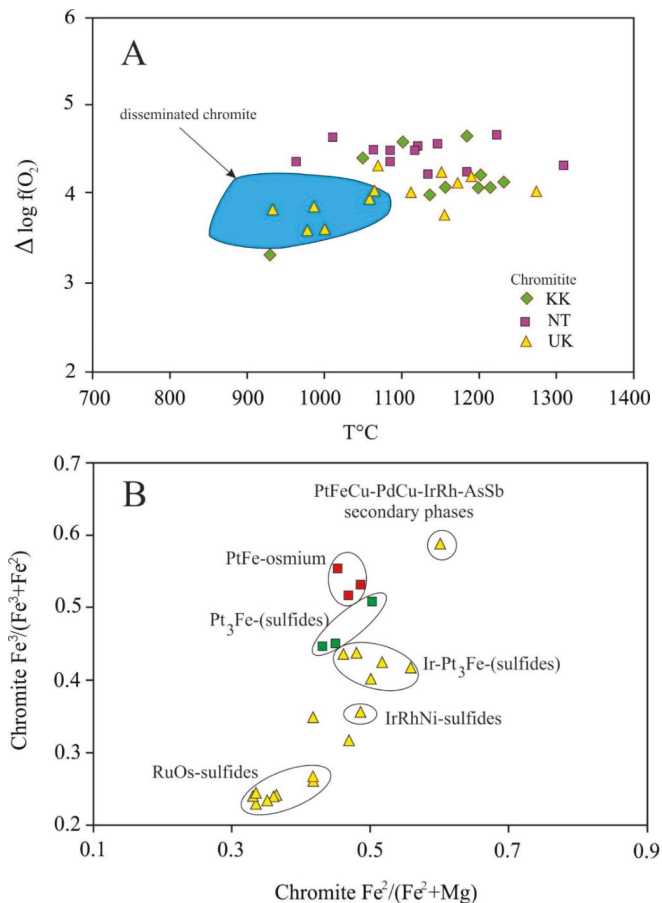 A
6
5
4
3
2
Δ log f(O2)
disseminated chromite
Chromitite
KK
NT
UK
700 800 900 1000 1100 1200 1300 1400
T°C
B
0.7
0.6
0.5
0.4
0.3
0.2
Chromite Fe3/(Fe3+Fe2)
PtFeCu-PdCu-IrRh-AsSb
secondary phases
PtFe-osmium
Pt3Fe-(sulfides)
Ir-Pt3Fe-(sulfides)
IrRhNi-sulfides
RuOs-sulfides
0.1 0.3 0.5 0.7 0.9
Chromite Fe2/(Fe2+Mg)